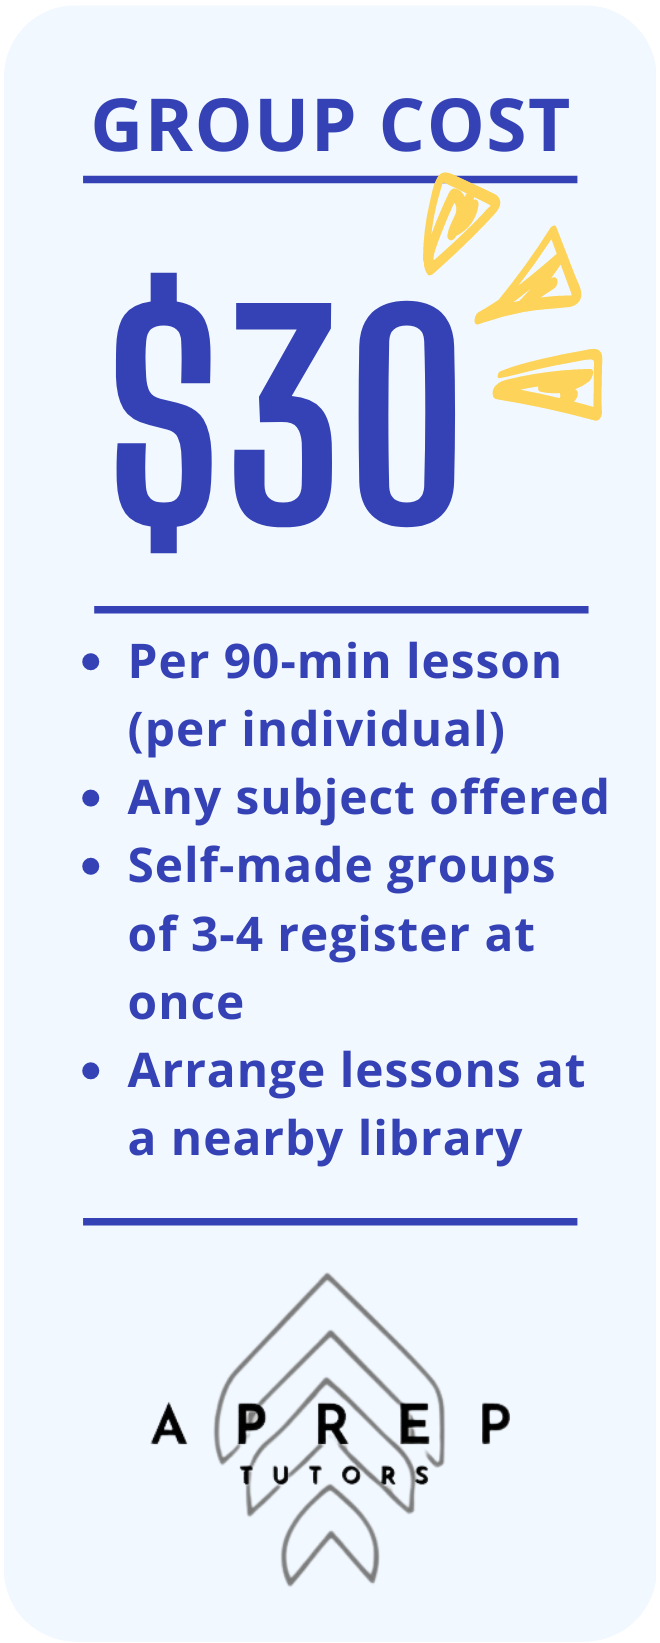 GROUP COST
$30
• Per 90-min lesson
(per individual)
• Any subject offered
• Self-made groups
of 3-4 register at
once
• Arrange lessons at
a nearby library
APREP
TUTORS